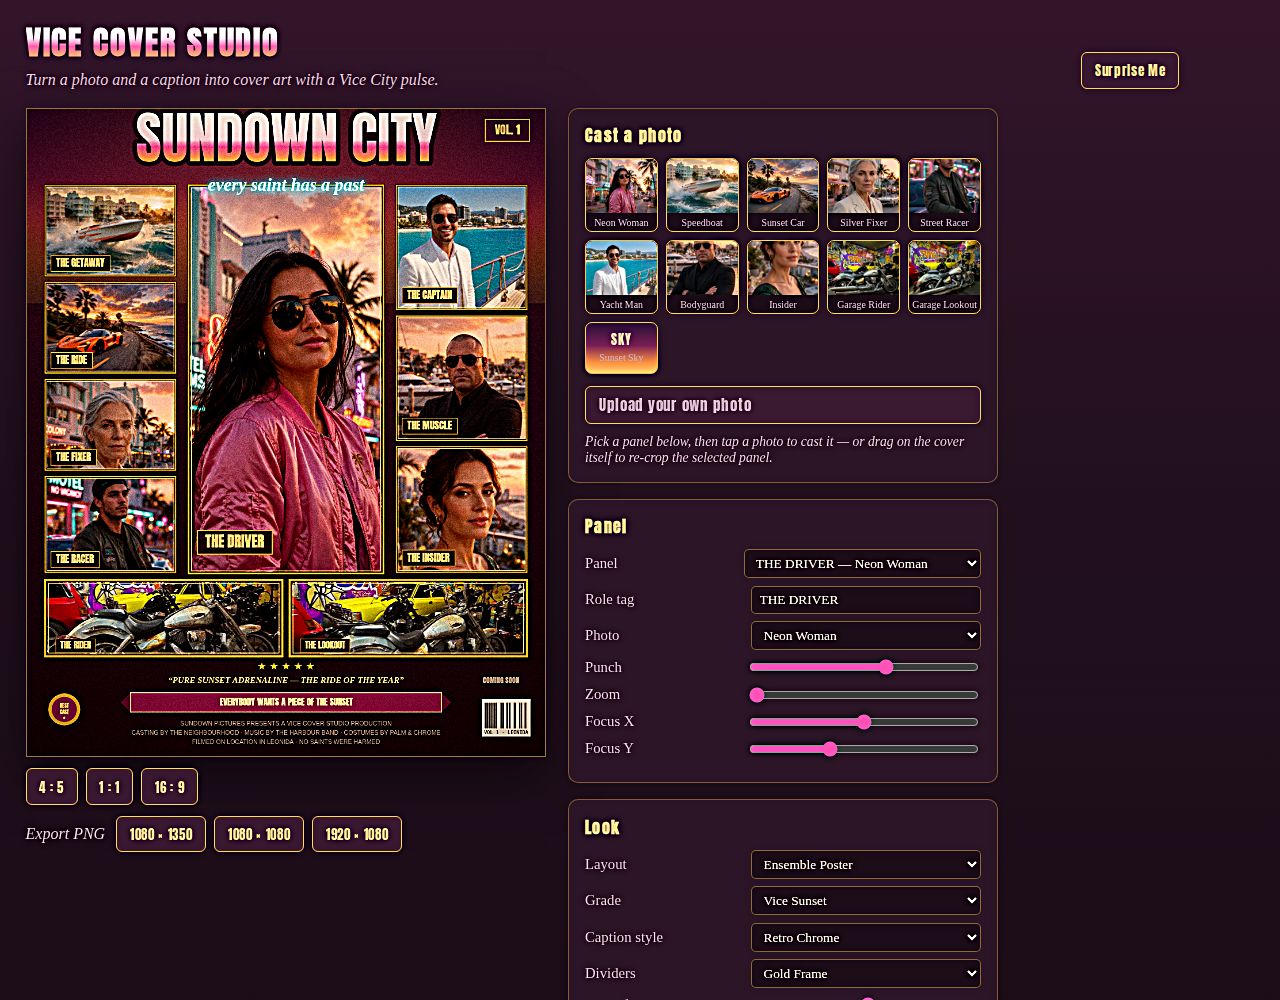 VICE COVER STUDIO
Turn a photo and a caption into cover art with a Vice City pulse.
Surprise Me
SUNDOWN CITY
VOL. 1
every saint has a past
THE GETAWAY
THE RIDE
THE FIXER
THE RACER
THE DRIVER
THE CAPTAIN
THE MUSCLE
THE INSIDER
THE RIDER
THE LOOKOUT
★ ★ ★ ★ ★
“PURE SUNSET ADRENALINE — THE RIDE OF THE YEAR”
COMING SOON
BEST
CAST
EVERYBODY WANTS A PIECE OF THE SUNSET
SUNDOWN PICTURES PRESENTS A VICE COVER STUDIO PRODUCTION
CASTING BY THE NEIGHBOURHOOD · MUSIC BY THE HARBOUR BAND · COSTUMES BY PALM & CHROME
FILMED ON LOCATION IN LEONIDA · NO SAINTS WERE HARMED
VOL. 1 · LEONIDA
4 : 5
1 : 1
16 : 9
Export PNG
1080 × 1350
1080 × 1080
1920 × 1080
Cast a photo
Neon Woman
Speedboat
Sunset Car
Silver Fixer
Street Racer
Yacht Man
Bodyguard
Insider
Garage Rider
Garage Lookout
SKY
Sunset Sky
Upload your own photo
Pick a panel below, then tap a photo to cast it — or drag on the cover
itself to re-crop the selected panel.
Panel
Panel
THE DRIVER — Neon Woman
Role tag
THE DRIVER
Photo
Neon Woman
Punch
Zoom
Focus X
Focus Y
Look
Layout
Ensemble Poster
Grade
Vice Sunset
Caption style
Retro Chrome
Dividers
Gold Frame